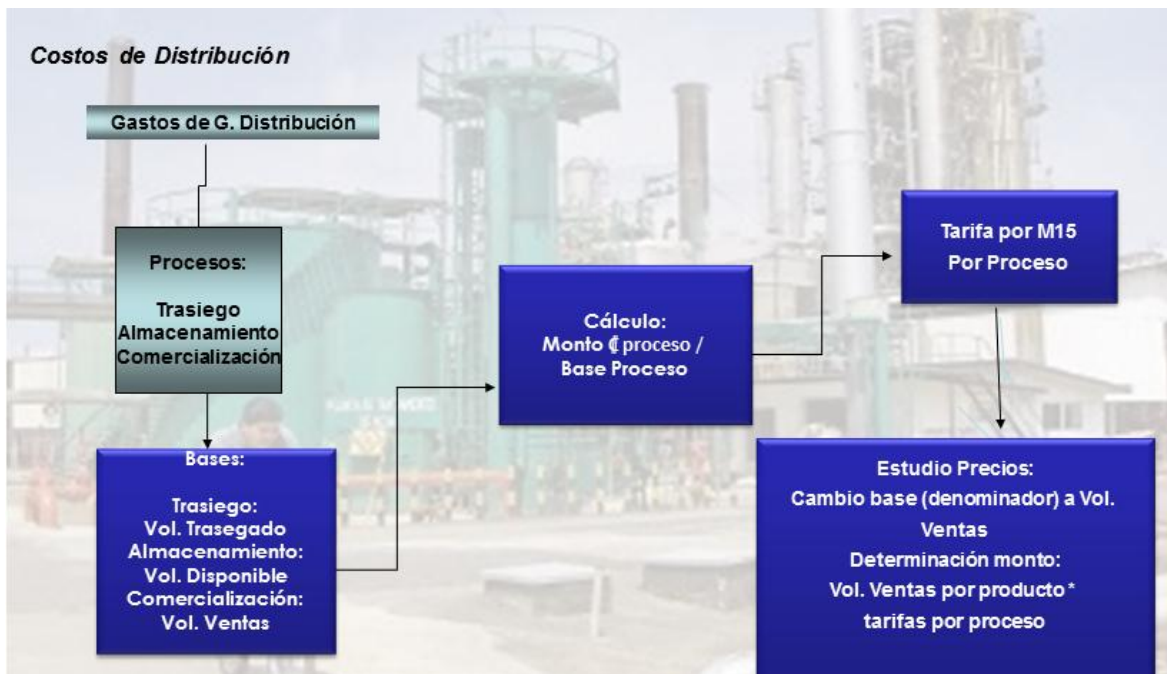 Costos de Distribución
Gastos de G. Distribución
Procesos:
Trasiego
Almacenamiento
Comercialización
Bases:
Trasiego:
Vol. Trasegado
Almacenamiento:
Vol. Disponible
Comercialización:
Vol. Ventas
Cálculo:
Monto ₡ proceso /
Base Proceso
Tarifa por M15
Por Proceso
Estudio Precios:
Cambio base (denominador) a Vol.
Ventas
Determinación monto:
Vol. Ventas por producto*
tarifas por proceso